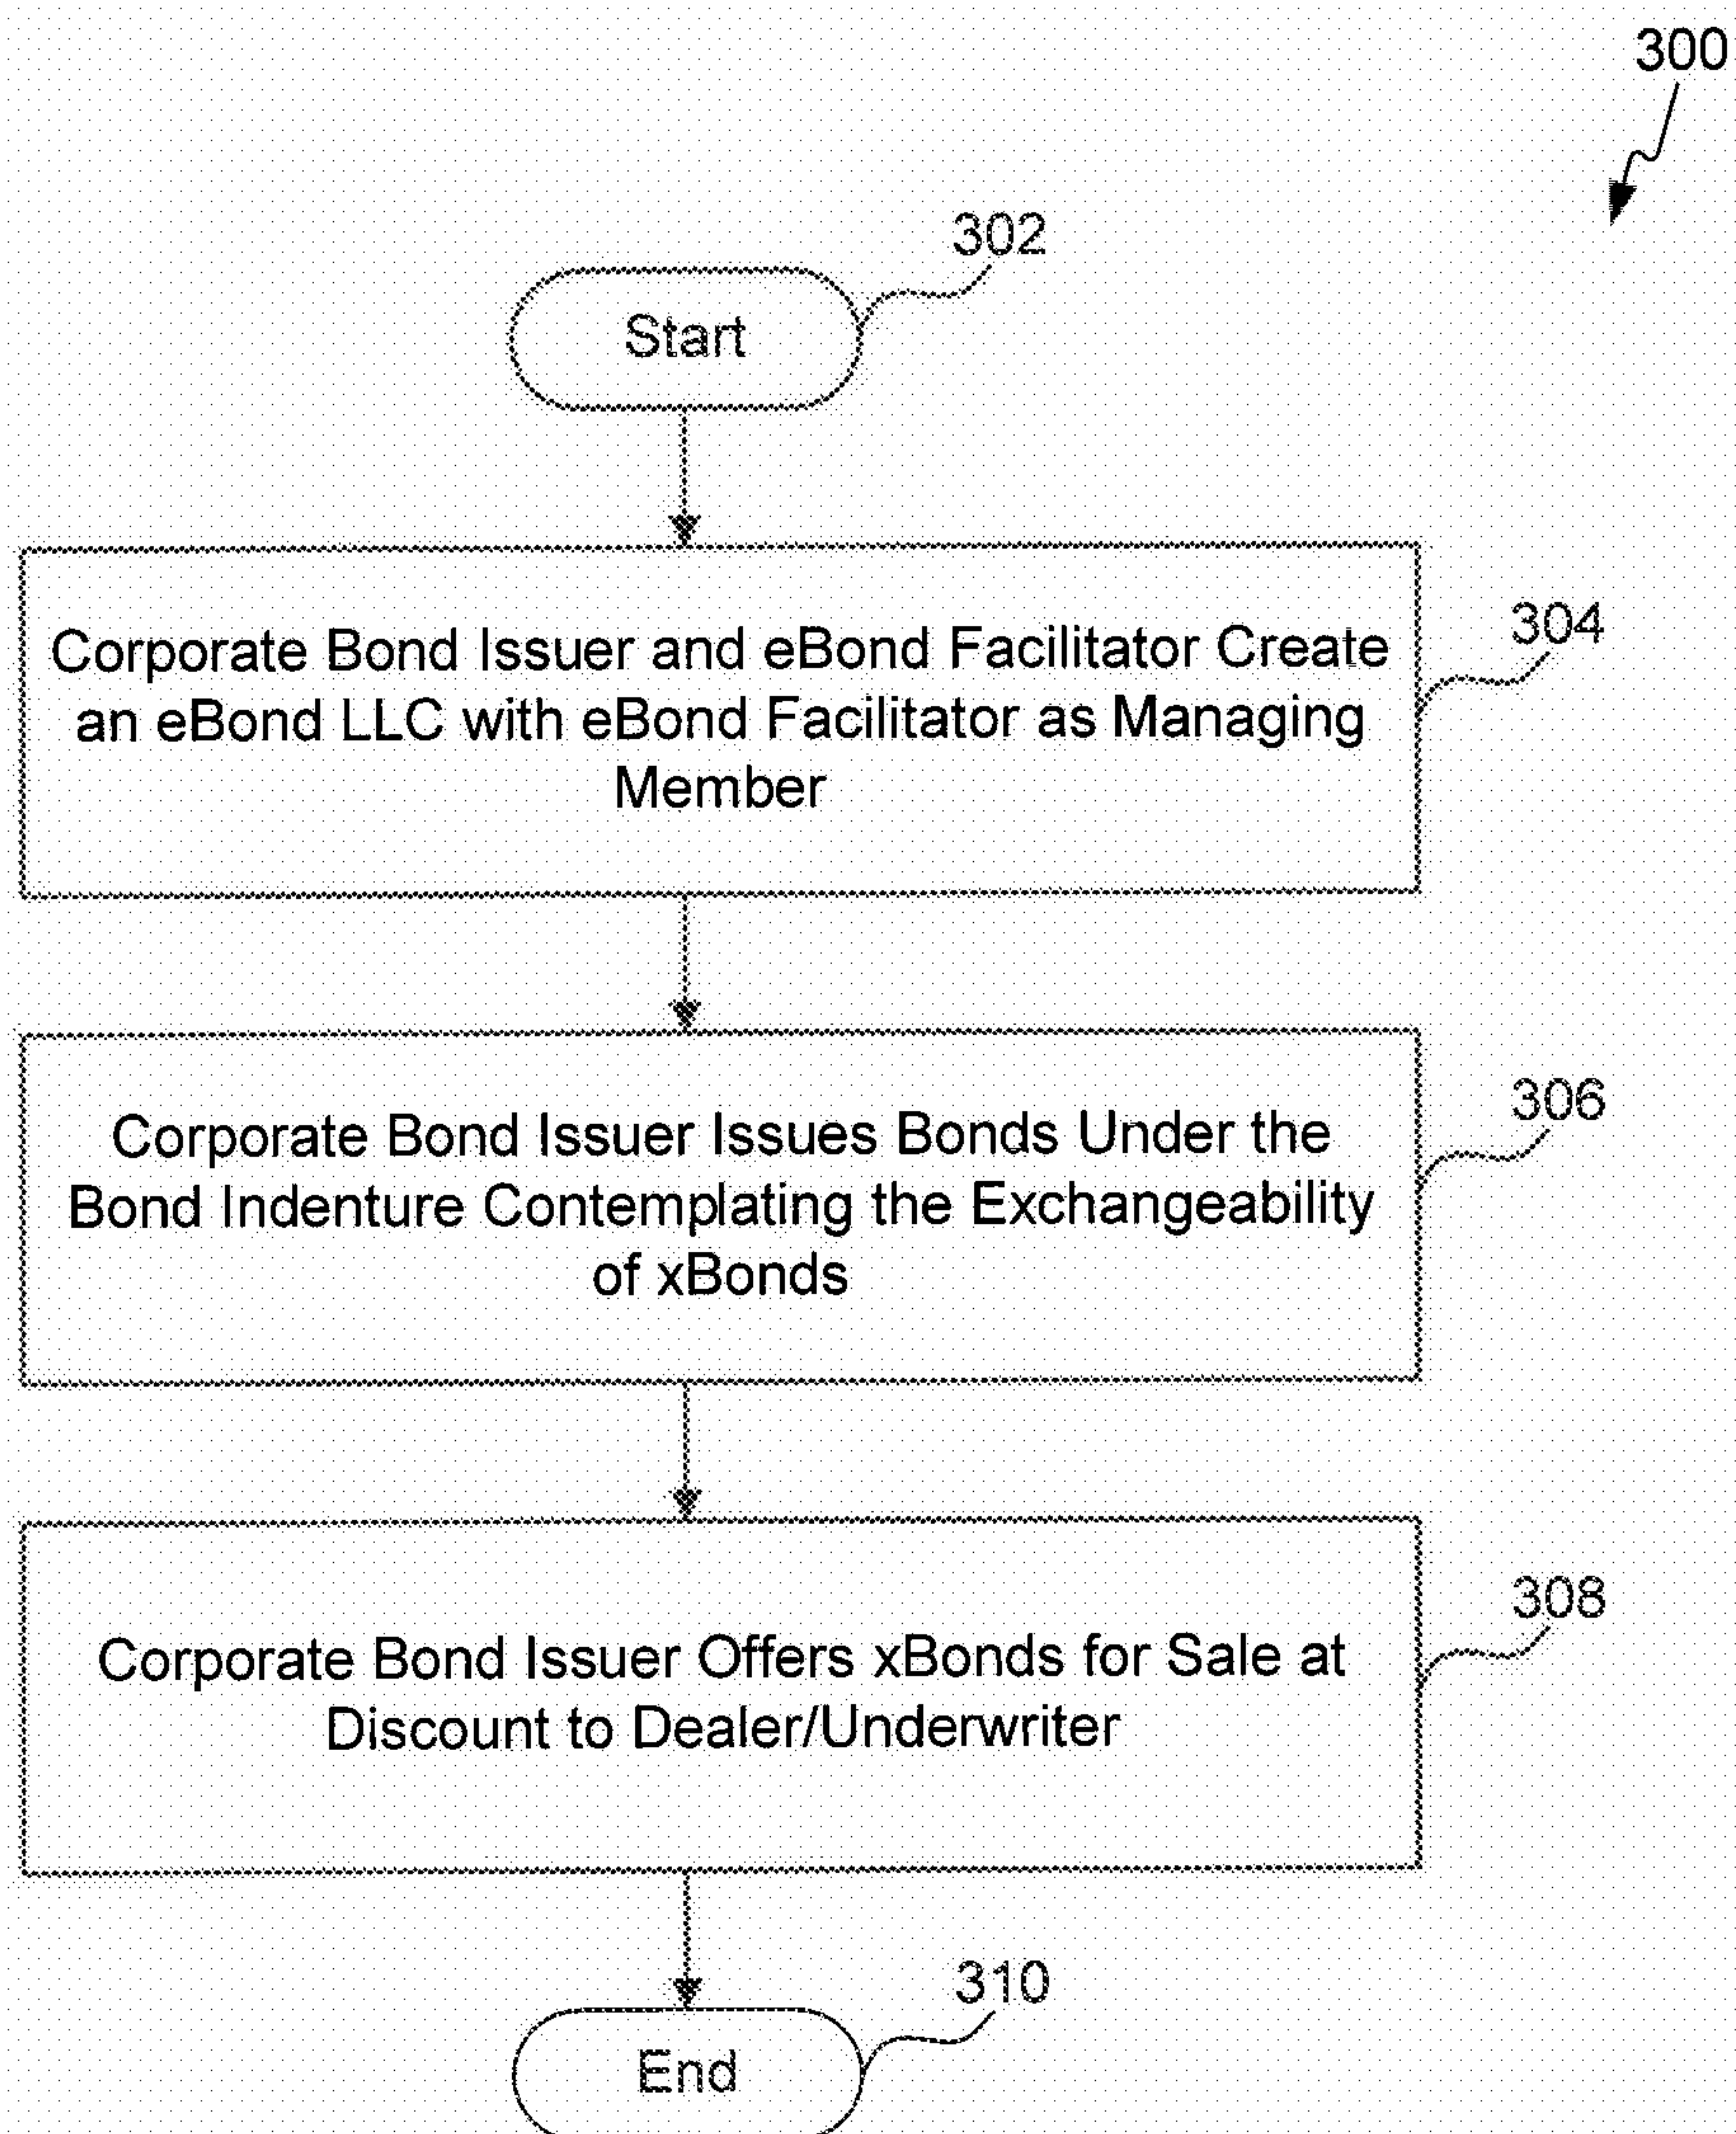 300
302
Start
304
Corporate Bond Issuer and eBond Facilitator Create
an eBond LLC with eBond Facilitator as Managing
Member
306
Corporate Bond Issuer Issues Bonds Under the
Bond Indenture Contemplating the Exchangeability
of xBonds
308
Corporate Bond Issuer Offers xBonds for Sale at
Discount to Dealer/Underwriter
310
End